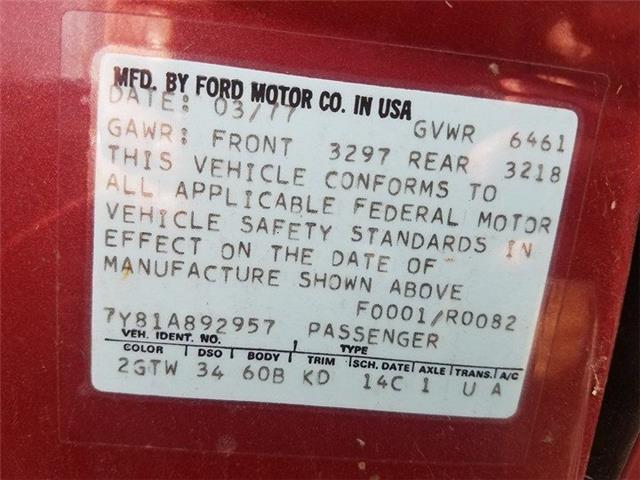 MFD. BY FORD MOTOR CO. IN USA
DATE: 03/77 GVWR 6461
GAWR: FRONT 3297 REAR 3218
THIS VEHICLE CONFORMS TO
ALL APPLICABLE FEDERAL MOTOR
VEHICLE SAFETY STANDARDS IN
EFFECT ON THE DATE OF
MANUFACTURE SHOWN ABOVE
F0001/R0082
7Y81A892957 PASSENGER
VEH. IDENT. NO. TYPE
COLOR DSO BODY TRIM SCH. DATE AXLE TRANS. A/C
2GTW 34 60B KD 14C 1 U A